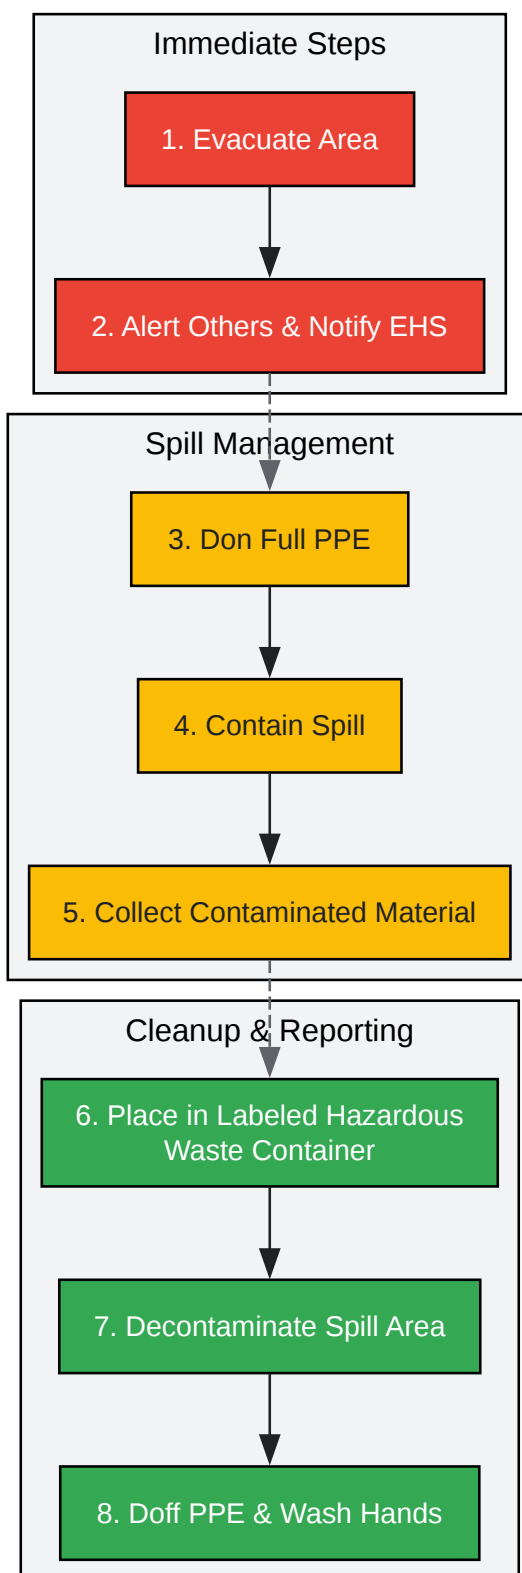 Immediate Steps
1. Evacuate Area
2. Alert Others & Notify EHS
Spill Management
3. Don Full PPE
4. Contain Spill
5. Collect Contaminated Material
Cleanup & Reporting
6. Place in Labeled Hazardous
Waste Container
7. Decontaminate Spill Area
8. Doff PPE & Wash Hands